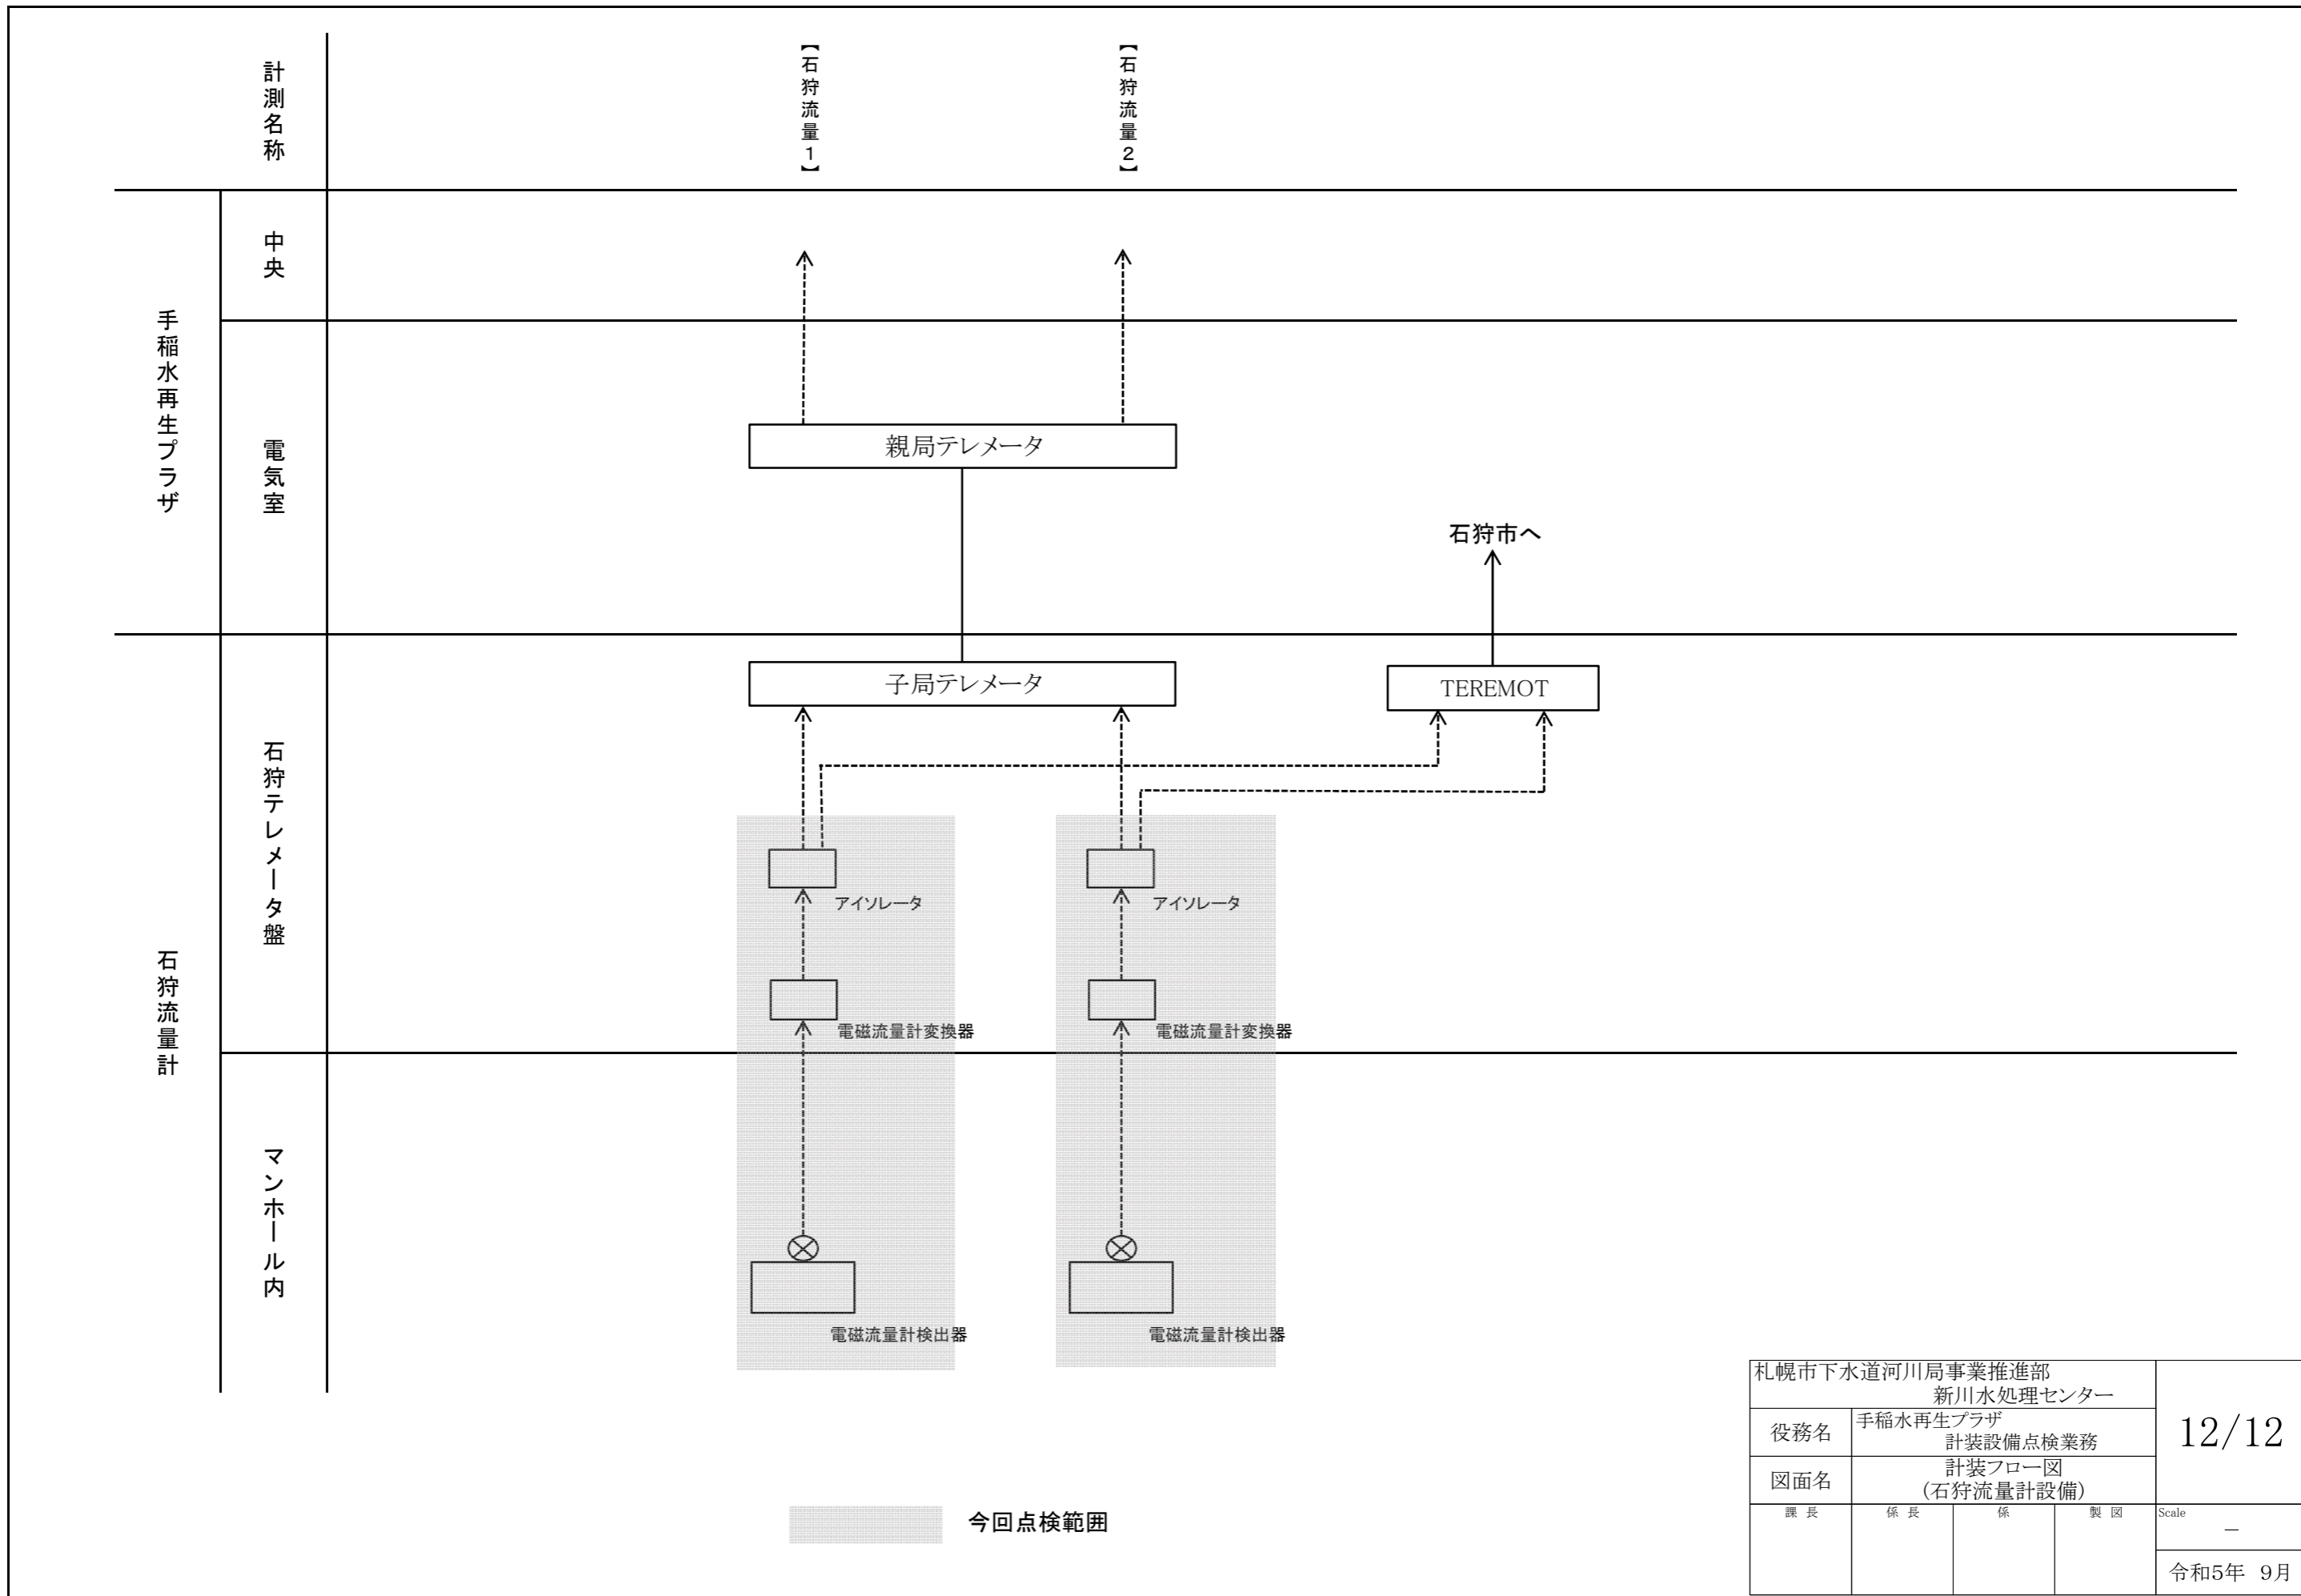 計測名称
【石狩流量1】
【石狩流量2】
手稲水再生プラザ
中央
電気室
親局テレメータ
石狩市へ
石狩流量計
石狩テレメータ盤
子局テレメータ
TEREMOT
アイソレータ
アイソレータ
電磁流量計変換器
電磁流量計変換器
マンホール内
電磁流量計検出器
電磁流量計検出器
今回点検範囲
札幌市下水道河川局事業推進部
新川水処理センター
12/12
役務名
手稲水再生プラザ
計装設備点検業務
図面名
計装フロー図
(石狩流量計設備)
課 長
係 長
係
製 図
Scale
－
令和5年 9月